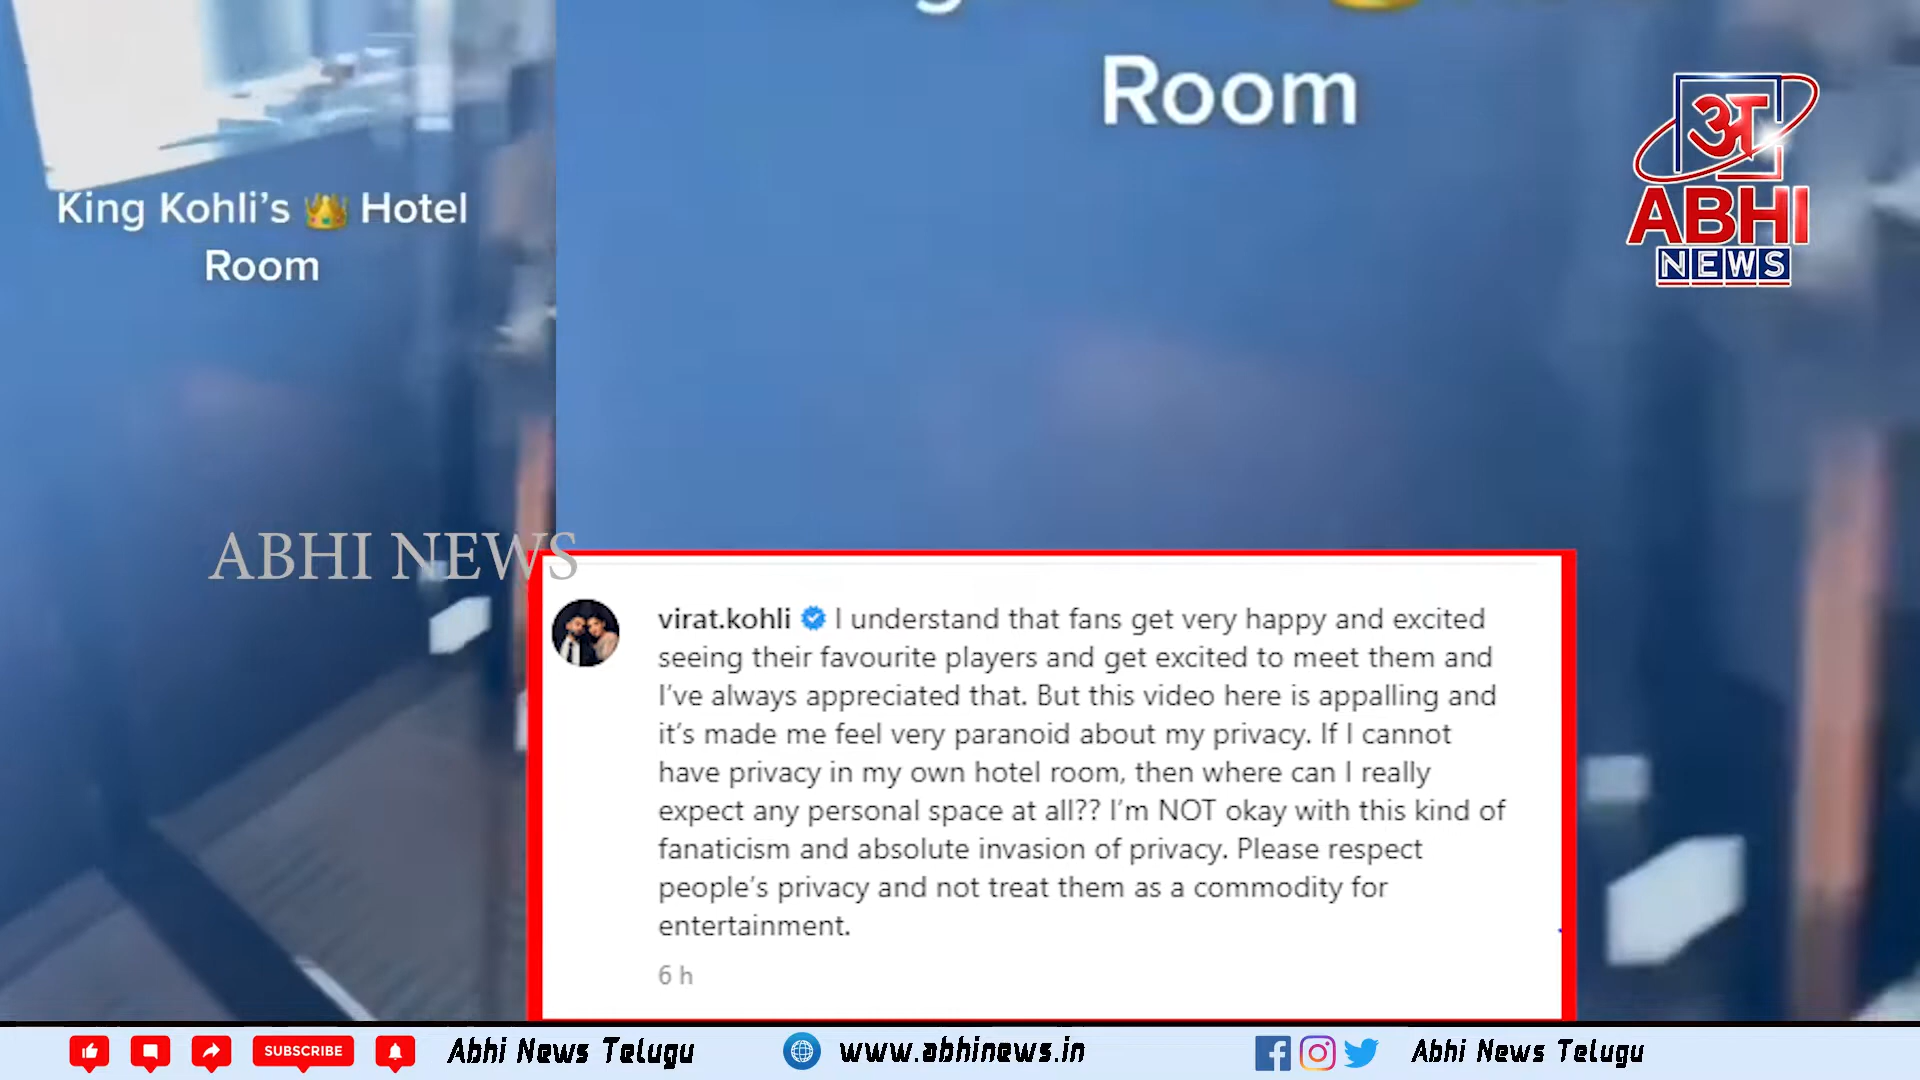 Room
King Kohli's 👑 Hotel
Room
अ
ABHI
NEWS
ABHI NEWS
virat.kohli I understand that fans get very happy and excited
seeing their favourite players and get excited to meet them and
I've always appreciated that. But this video here is appalling and
it's made me feel very paranoid about my privacy. If I cannot
have privacy in my own hotel room, then where can I really
expect any personal space at all?? I'm NOT okay with this kind of
fanaticism and absolute invasion of privacy. Please respect
people's privacy and not treat them as a commodity for
entertainment.
6 h
SUBSCRIBE
Abhi News Telugu
www.abhinews.in
Abhi News Telugu